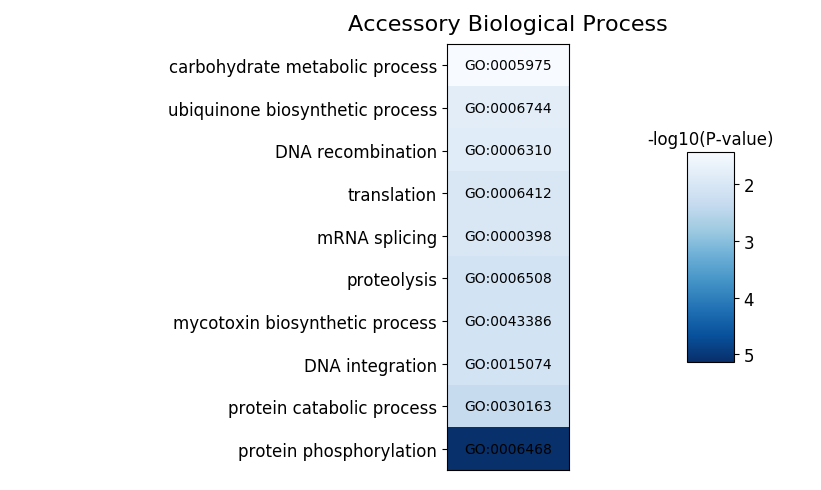 Accessory Biological Process
carbohydrate metabolic process GO:0005975
ubiquinone biosynthetic process GO:0006744
DNA recombination GO:0006310
translation GO:0006412
mRNA splicing GO:0000398
proteolysis GO:0006508
mycotoxin biosynthetic process GO:0043386
DNA integration GO:0015074
protein catabolic process GO:0030163
protein phosphorylation GO:0006468
-log10(P-value)
2
3
4
5